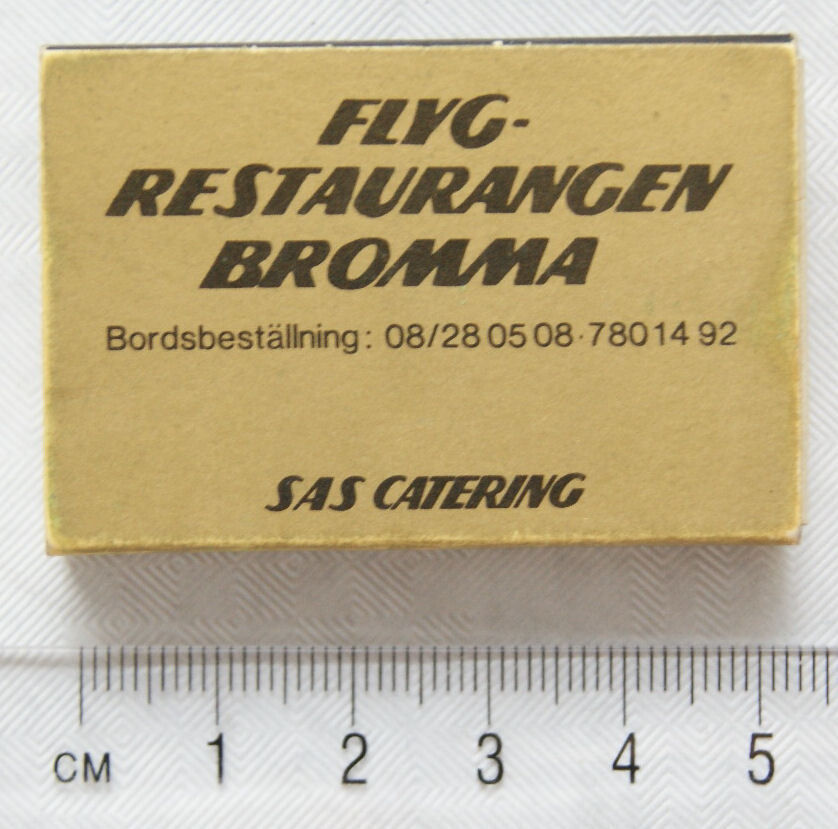 FLYG-
RESTAURANGEN
BROMMA
Bordsbeställning: 08/28 05 08·780 14 92
SAS CATERING
CM 1 2 3 4 5